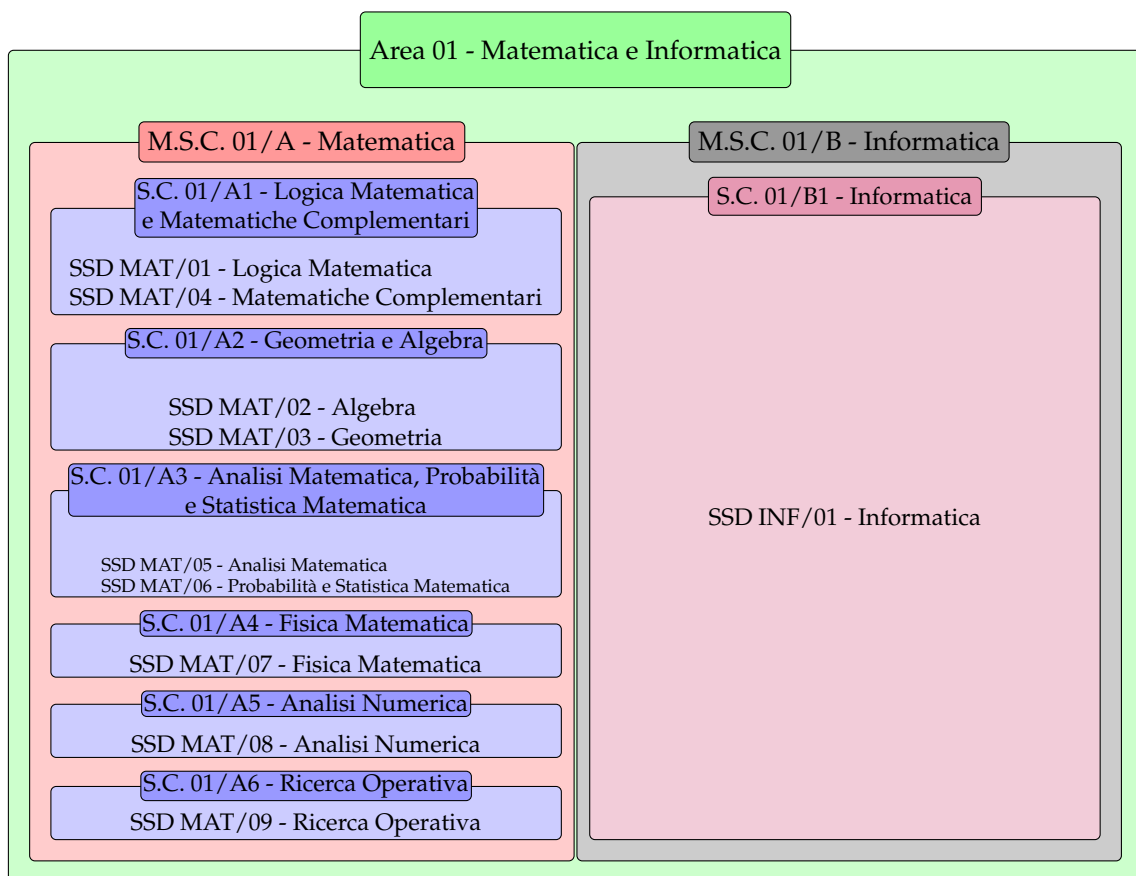 Area 01 - Matematica e Informatica
M.S.C. 01/A - Matematica
S.C. 01/A1 - Logica Matematica
e Matematiche Complementari
SSD MAT/01 - Logica Matematica
SSD MAT/04 - Matematiche Complementari
S.C. 01/A2 - Geometria e Algebra
SSD MAT/02 - Algebra
SSD MAT/03 - Geometria
S.C. 01/A3 - Analisi Matematica, Probabilità
e Statistica Matematica
SSD MAT/05 - Analisi Matematica
SSD MAT/06 - Probabilità e Statistica Matematica
S.C. 01/A4 - Fisica Matematica
SSD MAT/07 - Fisica Matematica
S.C. 01/A5 - Analisi Numerica
SSD MAT/08 - Analisi Numerica
S.C. 01/A6 - Ricerca Operativa
SSD MAT/09 - Ricerca Operativa
M.S.C. 01/B - Informatica
S.C. 01/B1 - Informatica
SSD INF/01 - Informatica